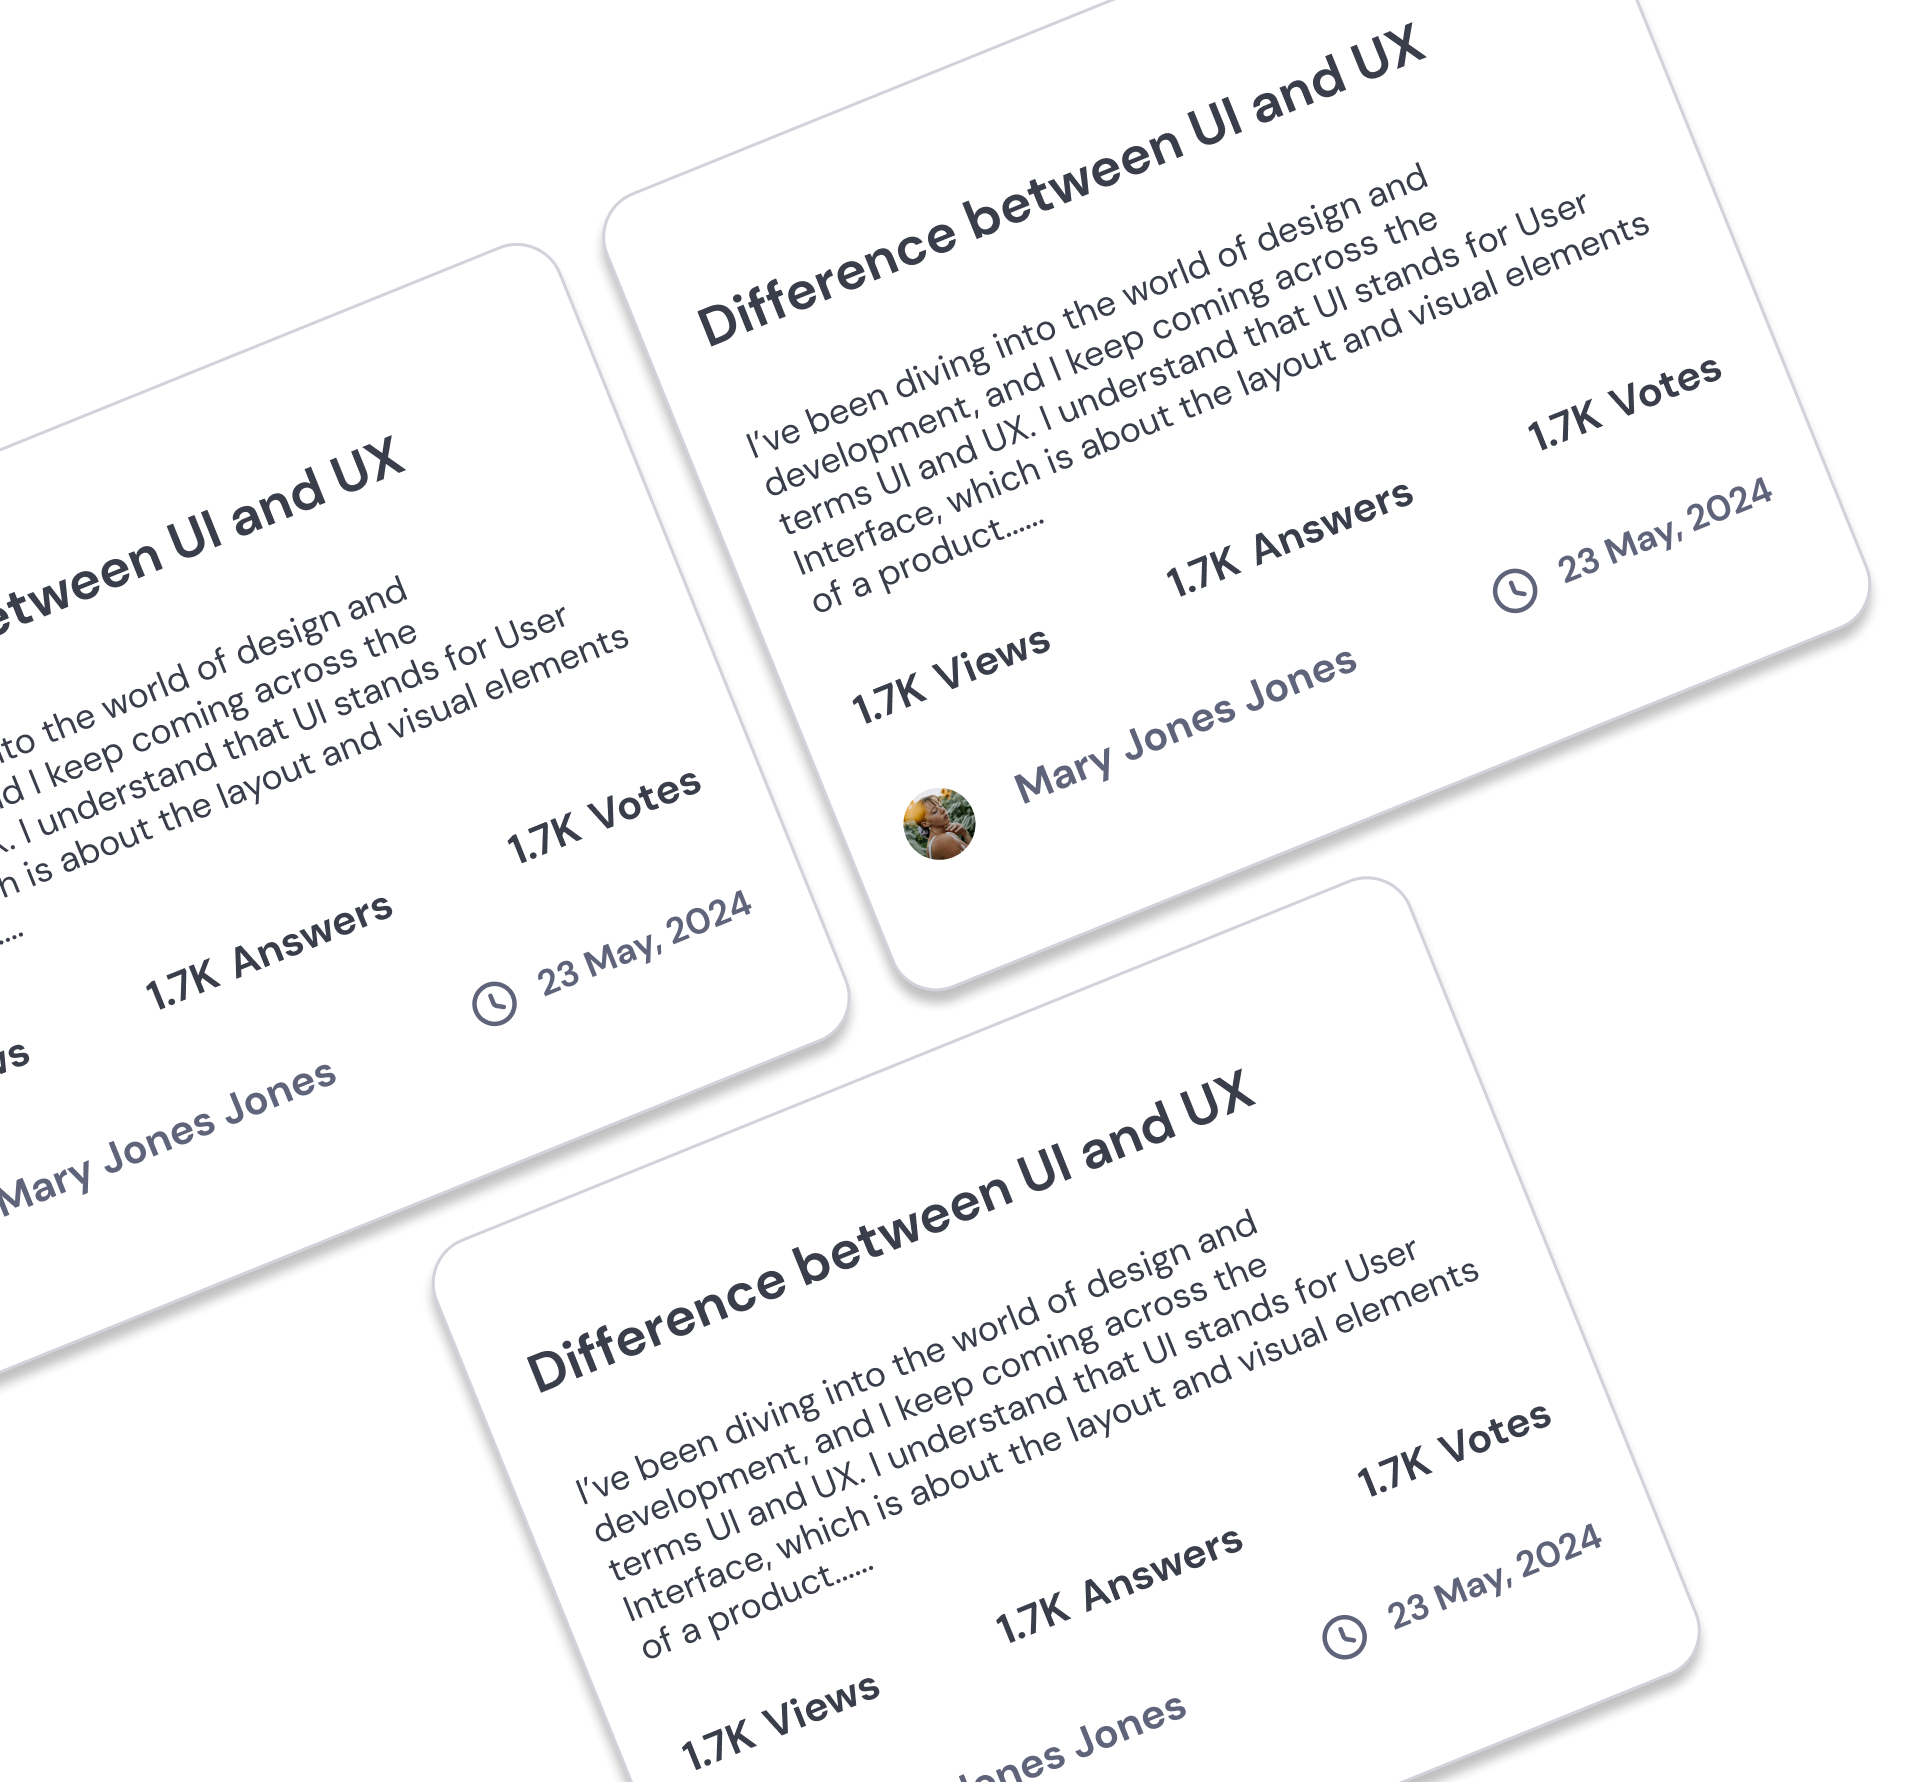 Difference between UI and UX
I've been diving into the world of design and
development, and I keep coming across the
terms UI and UX. I understand that UI stands for User
Interface, which is about the layout and visual elements
of a product......
1.7K Views
1.7K Answers
1.7K Votes
Mary Jones Jones
23 May, 2024
UI and UX
to the world of design and
I keep coming across the
I understand that UI stands for User
is about the layout and visual elements
....
1.7K Answers
1.7K Votes
Mary Jones Jones
23 May, 2024
Difference between UI and UX
I've been diving into the world of design and
development, and I keep coming across the
terms UI and UX. I understand that UI stands for User
Interface, which is about the layout and visual elements
of a product......
1.7K Views
1.7K Answers
1.7K Votes
Jones
23 May, 2024